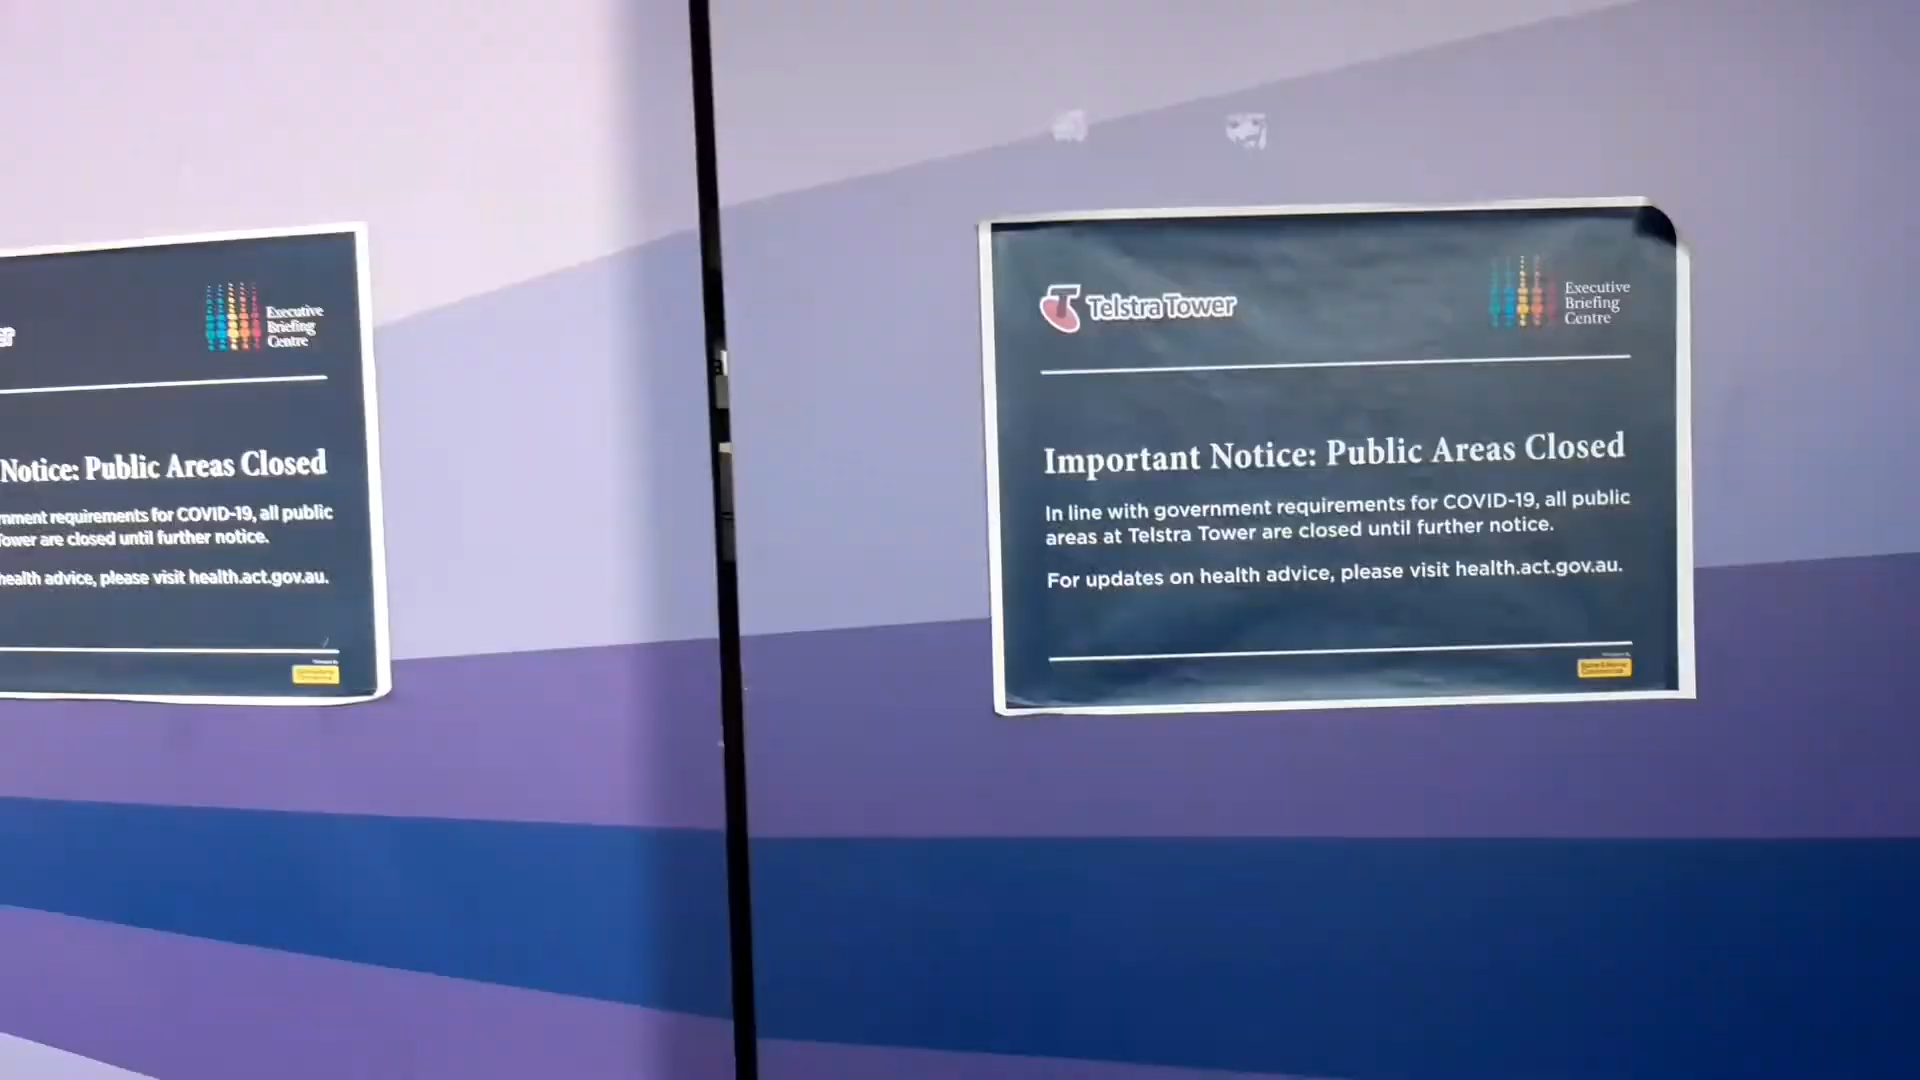 Executive
Briefing
Centre
Notice: Public Areas Closed
requirements for COVID-19, all public
are closed until further notice.
health advice, please visit health.act.gov.au.
Telstra Tower
Executive
Briefing
Centre
Important Notice: Public Areas Closed
In line with government requirements for COVID-19, all public
areas at Telstra Tower are closed until further notice.
For updates on health advice, please visit health.act.gov.au.